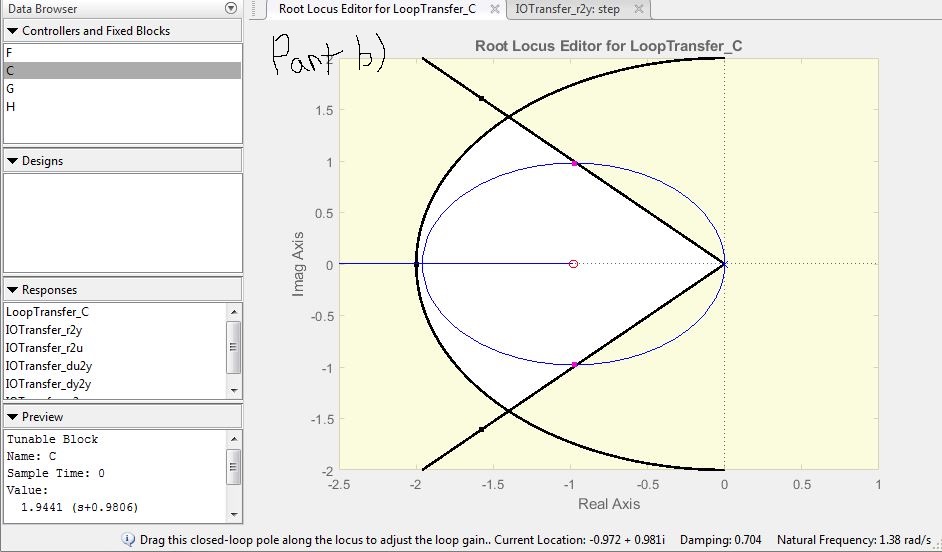 Data Browser
Controllers and Fixed Blocks
F
C
G
H
Designs
Responses
LoopTransfer_C
IOTransfer_r2y
IOTransfer_r2u
IOTransfer_du2y
IOTransfer_dy2y
Preview
Tunable Block
Name: C
Sample Time: 0
Value:
1.9441 (s+0.9806)
Root Locus Editor for LoopTransfer_C
IOTransfer_r2y: step
Part b)
Root Locus Editor for LoopTransfer_C
2
1.5
1
0.5
0
-0.5
-1
-1.5
-2
Imag Axis
-2.5 -2 -1.5 -1 -0.5 0 0.5 1
Real Axis
Drag this closed-loop pole along the locus to adjust the loop gain.. Current Location: -0.972 + 0.981i Damping: 0.704 Natural Frequency: 1.38 rad/s